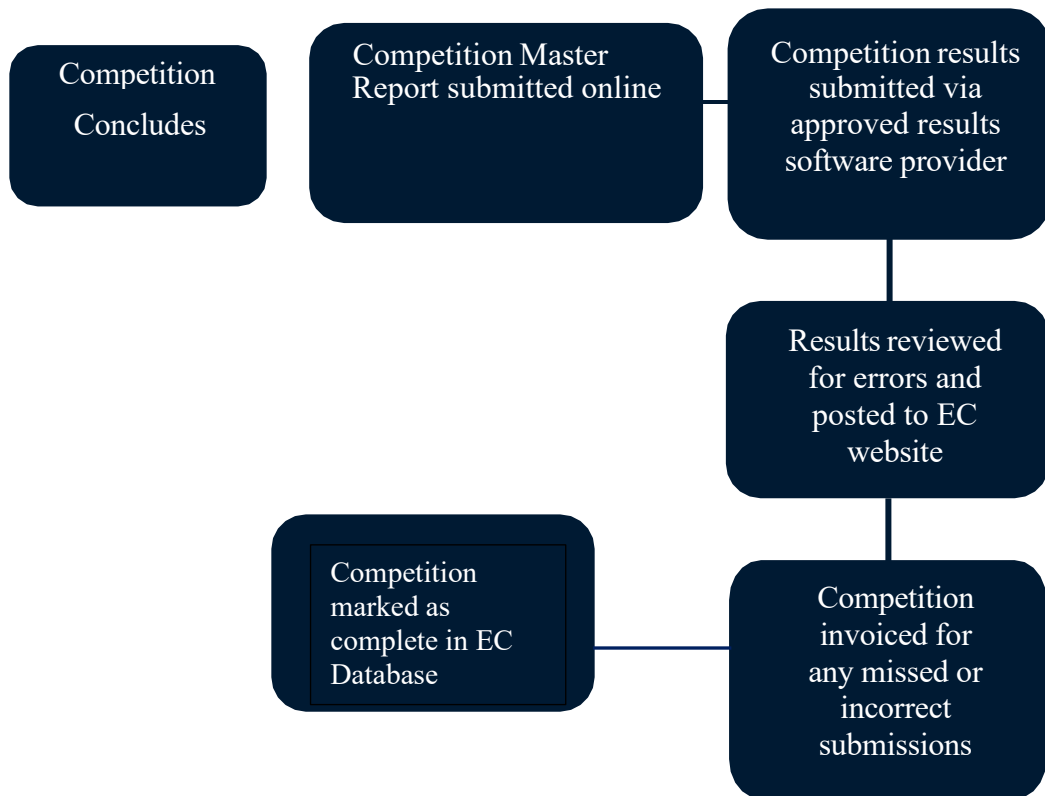 Competition
Concludes
Competition Master
Report submitted online
Competition results
submitted via
approved results
software provider
Results reviewed
for errors and
posted to EC
website
Competition
invoiced for
any missed or
incorrect
submissions
Competition
marked as
complete in EC
Database